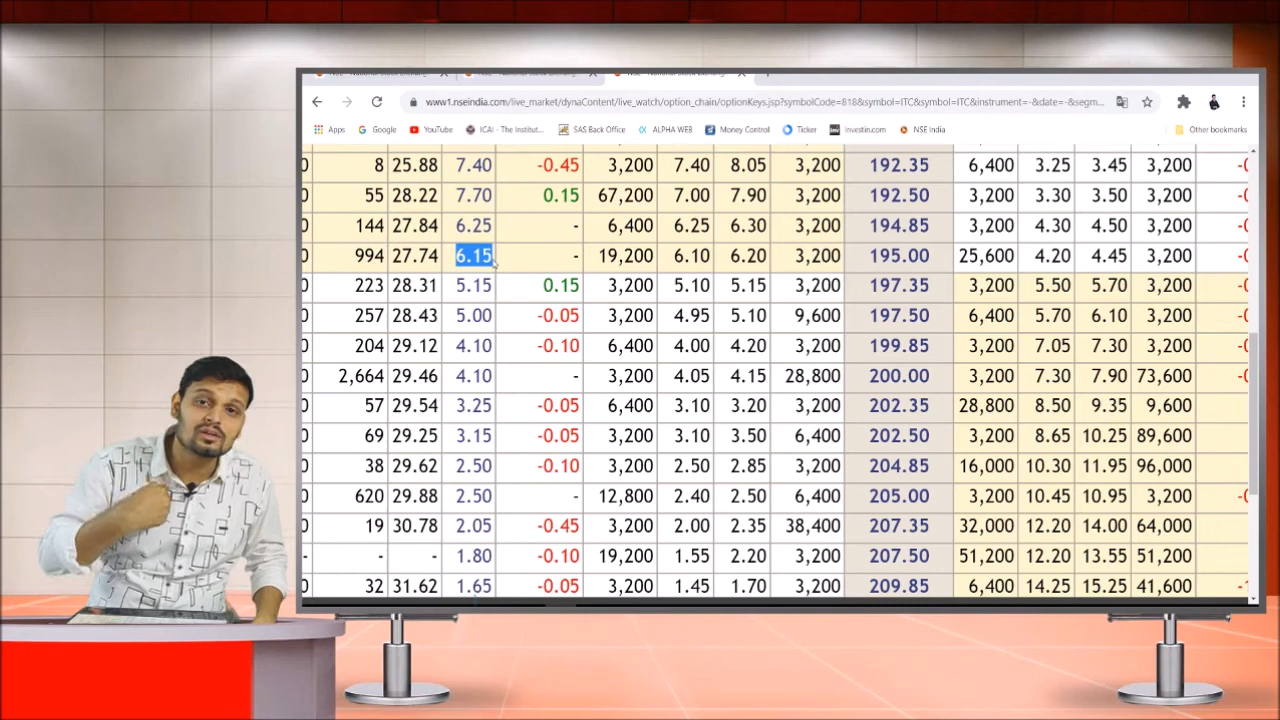 www1.nseindia.com/live_market/dynaContent/live_watch/option_chain/optionKeys.jsp?symbolCode=818&symbol=ITC&symbol=ITC&instrument=-&date=-&segm...
Apps Google YouTube ICAI - The Institut... SAS Back Office ALPHA WEB Money Control Ticker Investin.com NSE India Other bookmarks
0 8 25.88 7.40 -0.45 3,200 7.40 8.05 3,200 192.35 6,400 3.25 3.45 3,200
0 55 28.22 7.70 0.15 67,200 7.00 7.90 3,200 192.50 3,200 3.30 3.50 3,200
0 144 27.84 6.25 - 6,400 6.25 6.30 3,200 194.85 3,200 4.30 4.50 3,200
0 994 27.74 6.15 - 19,200 6.10 6.20 3,200 195.00 25,600 4.20 4.45 3,200
0 223 28.31 5.15 0.15 3,200 5.10 5.15 3,200 197.35 3,200 5.50 5.70 3,200
0 257 28.43 5.00 -0.05 3,200 4.95 5.10 9,600 197.50 6,400 5.70 6.10 3,200
0 204 29.12 4.10 -0.10 6,400 4.00 4.20 3,200 199.85 3,200 7.05 7.30 3,200
0 2,664 29.46 4.10 - 3,200 4.05 4.15 28,800 200.00 3,200 7.30 7.90 73,600
0 57 29.54 3.25 -0.05 6,400 3.10 3.20 3,200 202.35 28,800 8.50 9.35 9,600
0 69 29.25 3.15 -0.05 3,200 3.10 3.50 6,400 202.50 3,200 8.65 10.25 89,600
0 38 29.62 2.50 -0.10 3,200 2.50 2.85 3,200 204.85 16,000 10.30 11.95 96,000
0 620 29.88 2.50 - 12,800 2.40 2.50 6,400 205.00 3,200 10.45 10.95 3,200
0 19 30.78 2.05 -0.45 3,200 2.00 2.35 38,400 207.35 32,000 12.20 14.00 64,000
- - 1.80 -0.10 19,200 1.55 2.20 3,200 207.50 51,200 12.20 13.55 51,200
0 32 31.62 1.65 -0.05 3,200 1.45 1.70 3,200 209.85 6,400 14.25 15.25 41,600